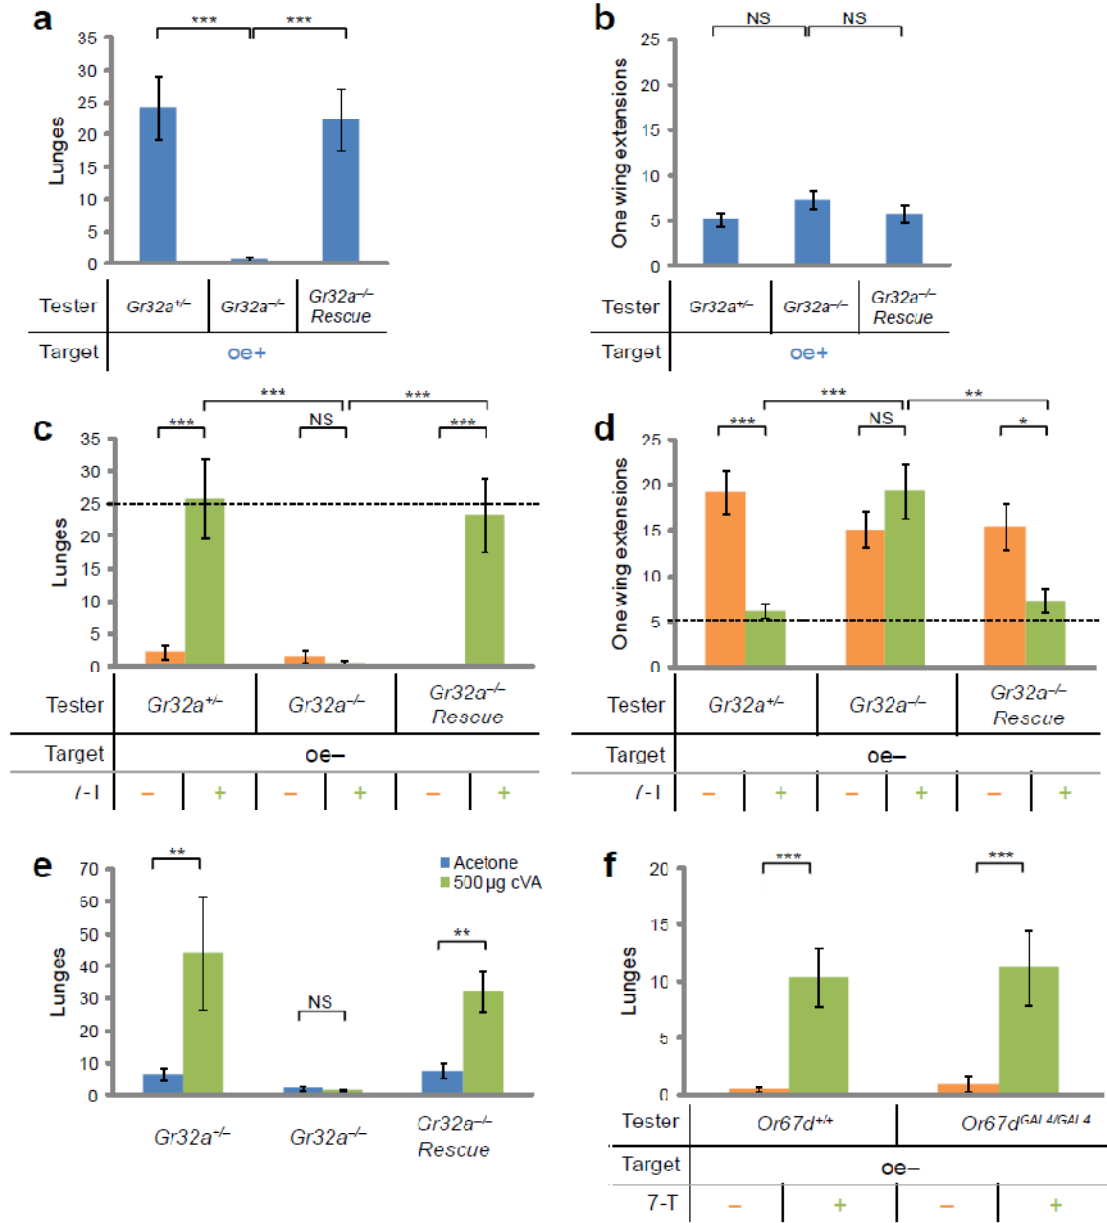 a
*** ***
35
30
25
20
15
10
5
0
Lunges
Tester Gr32a+/– Gr32a–/– Gr32a–/– Rescue
Target oe+
b
NS NS
25
20
15
10
5
0
One wing extensions
Tester Gr32a+/– Gr32a–/– Gr32a–/– Rescue
Target oe+
c
*** ***
*** NS ***
35
30
25
20
15
10
5
0
Lunges
Tester Gr32a+/– Gr32a–/– Gr32a–/– Rescue
Target oe–
7-T – + – + – +
d
*** **
*** NS *
25
20
15
10
5
0
One wing extensions
Tester Gr32a+/– Gr32a–/– Gr32a–/– Rescue
Target oe–
7-T – + – + – +
e
** NS **
Acetone
500 µg cVA
70
60
50
40
30
20
10
0
Lunges
Gr32a+/– Gr32a–/– Gr32a–/– Rescue
f
*** ***
20
15
10
5
0
Lunges
Tester Or67d+/+ Or67dGAL4/GAL4
Target oe–
7-T – + – +